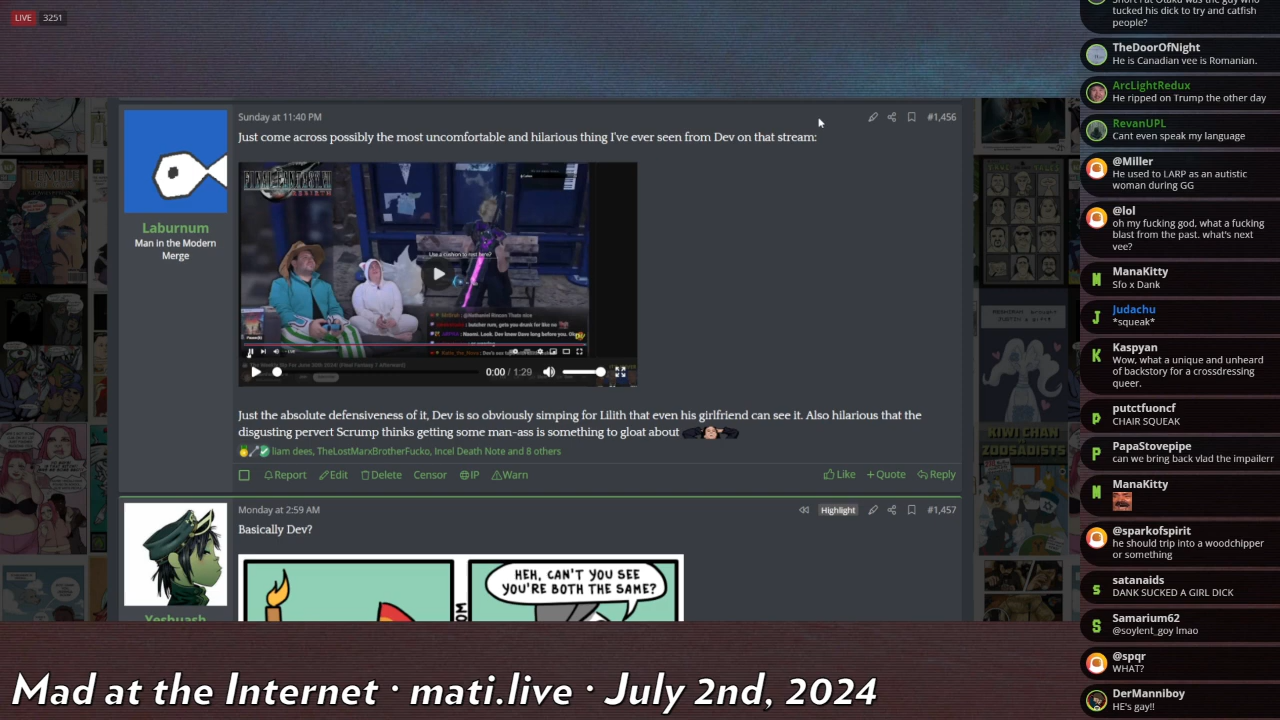 LIVE 3251
Sunday at 11:40 PM
#1,456
Just come across possibly the most uncomfortable and hilarious thing I've ever seen from Dev on that stream:
Laburnum
Man in the Modern
Merge
0:00 / 1:29
Just the absolute defensiveness of it, Dev is so obviously simping for Lilith that even his girlfriend can see it. Also hilarious that the
disgusting pervert Scrump thinks getting some man-ass is something to gloat about
liam dees, TheLostMarxBrotherFucko, Incel Death Note and 8 others
Report Edit Delete Censor IP Warn
Like + Quote Reply
Monday at 2:59 AM
Highlight #1,457
Basically Dev?
HEH, CAN'T YOU SEE
YOU'RE BOTH THE SAME?
Yeshuash
Mad at the Internet · mati.live · July 2nd, 2024
tucked his dick to try and catfish
people?
TheDoorOfNight
He is Canadian vee is Romanian.
ArcLightRedux
He ripped on Trump the other day
RevanUPL
Cant even speak my language
@Miller
He used to LARP as an autistic
woman during GG
@lol
oh my fucking god. what a fucking
blast from the past. what's next
vee?
ManaKitty
Sfo x Dank
Judachu
*squeak*
Kaspyan
Wow, what a unique and unheard
of backstory for a crossdressing
queer.
putctfuoncf
CHAIR SQUEAK
PapaStovepipe
can we bring back vlad the impailerr
ManaKitty
@sparkofspirit
he should trip into a woodchipper
or something
satanaids
DANK SUCKED A GIRL DICK
Samarium62
@soylent_goy lmao
@spqr
WHAT?
DerManniboy
HE's gay!!